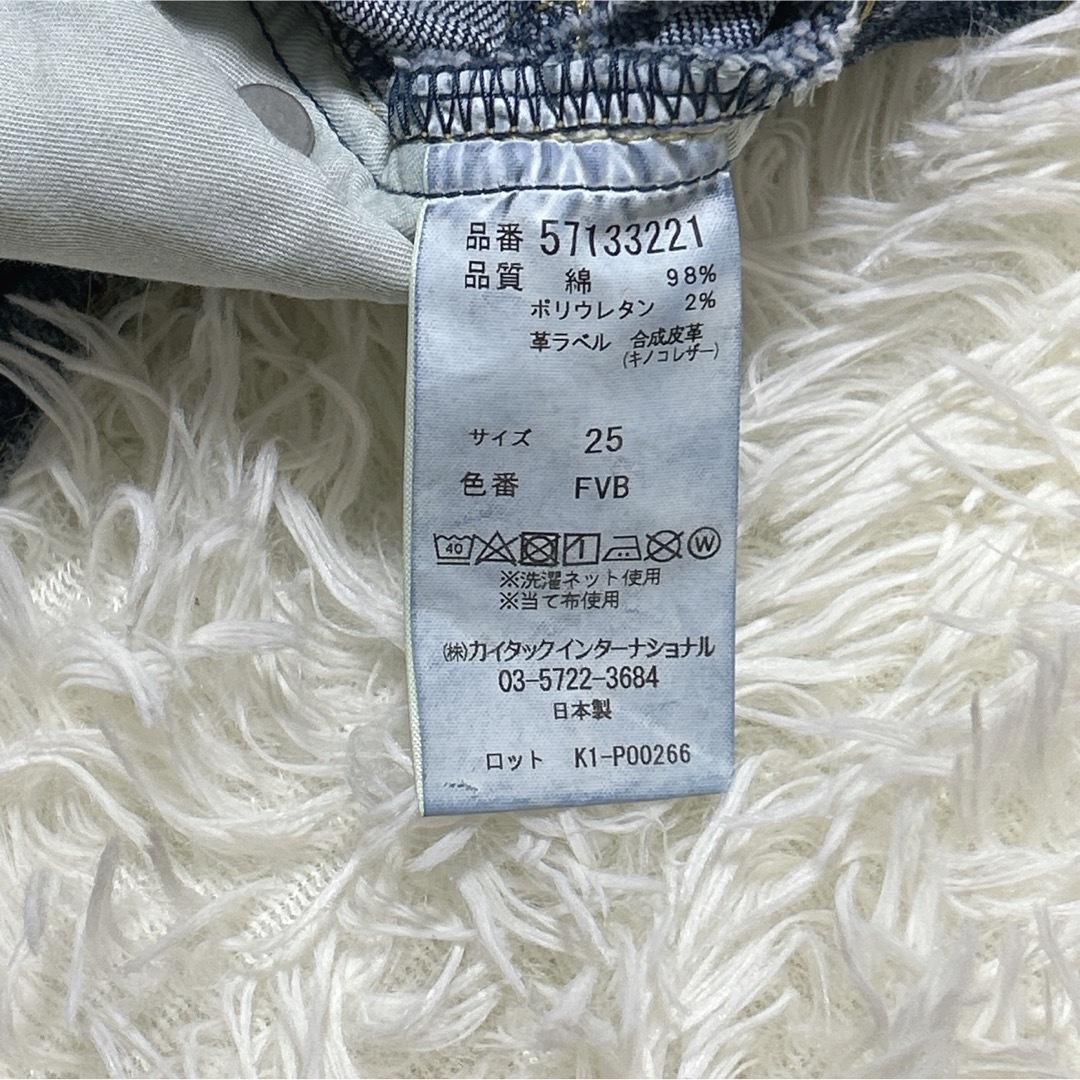 品番 57133221
品質 綿 98%
ポリウレタン 2%
革ラベル 合成皮革
(キノコレザー)
サイズ 25
色番 FVB
40 W
※洗濯ネット使用
※当て布使用
㈱カイタックインターナショナル
03-5722-3684
日本製
ロット K1-P00266